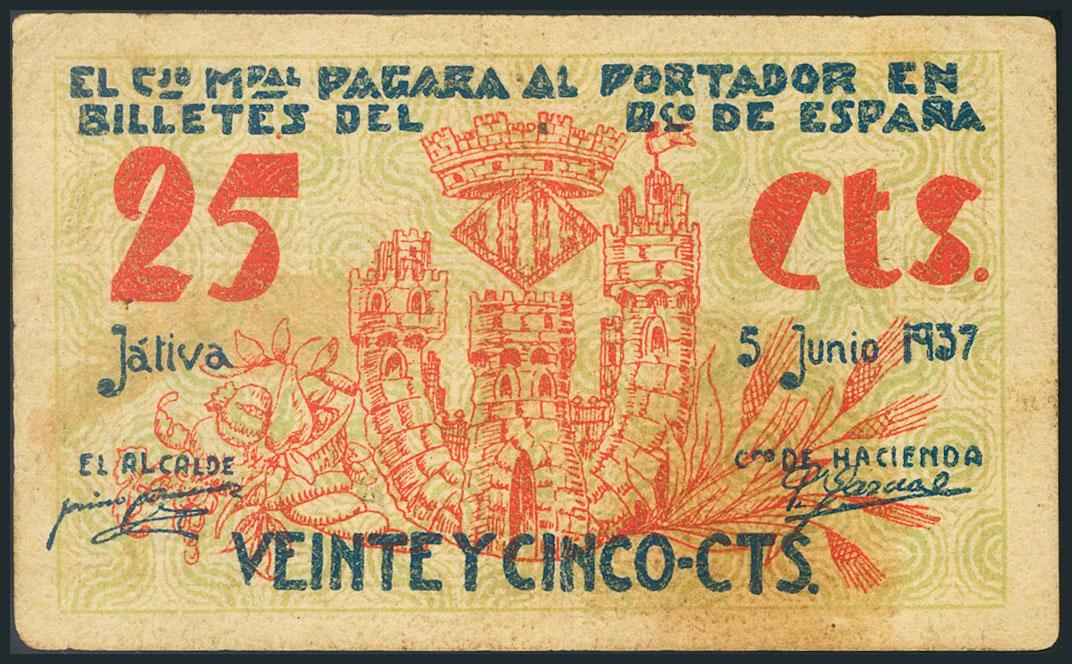 EL CJO MPAL PAGARA AL PORTADOR EN
BILLETES DEL BCO DE ESPAÑA
25 Cts.
Játiva 5 Junio 1937
EL ALCALDE CRO DE HACIENDA
VEINTE Y CINCO-CTS.